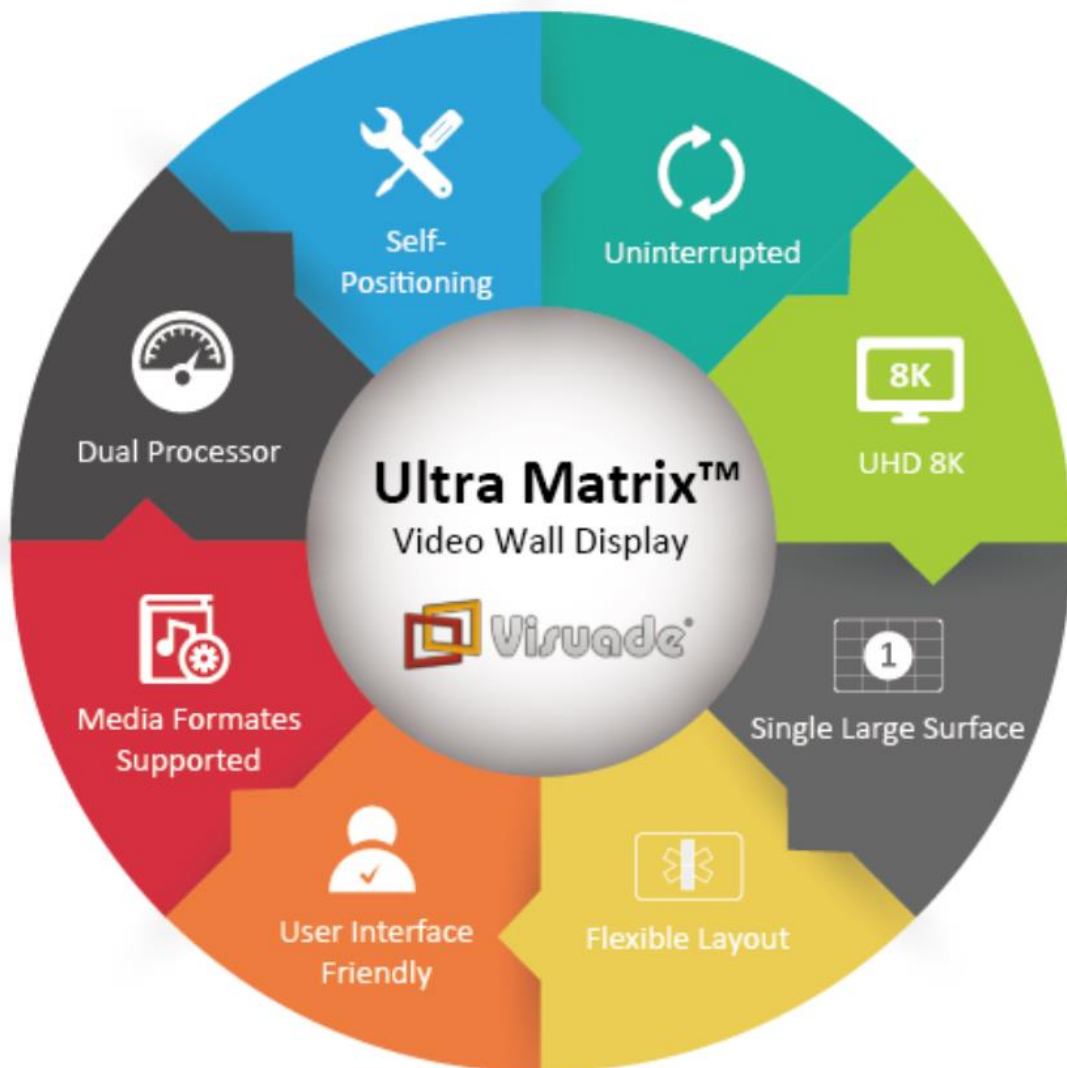 Self-
Positioning
Uninterrupted
8K
UHD 8K
1
Single Large Surface
Flexible Layout
User Interface
Friendly
Media Formates
Supported
Dual Processor
Ultra Matrix™
Video Wall Display
Visuade®